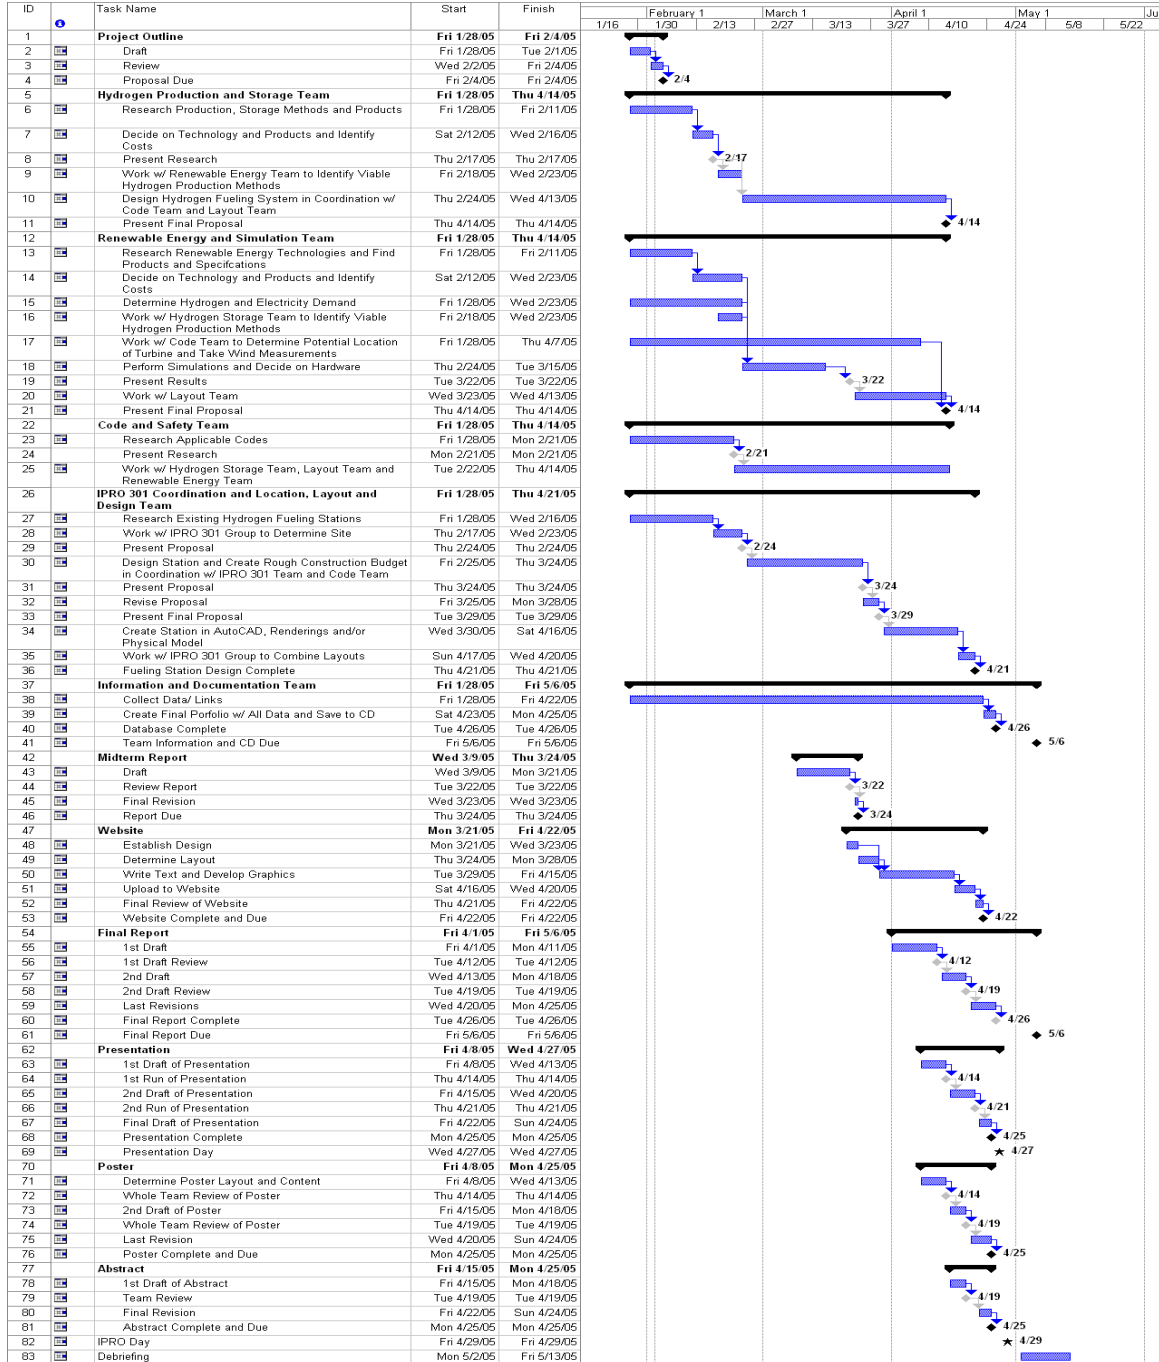 ID Task Name Start Finish February 1 March 1 April 1 May 1 Ju
1/16 1/30 2/13 2/27 3/13 3/27 4/10 4/24 5/8 5/22
1 Project Outline Fri 1/28/05 Fri 2/4/05
2 Draft Fri 1/28/05 Tue 2/1/05
3 Review Wed 2/2/05 Fri 2/4/05
4 Proposal Due Fri 2/4/05 Fri 2/4/05 2/4
5 Hydrogen Production and Storage Team Fri 1/28/05 Thu 4/14/05
6 Research Production, Storage Methods and Products Fri 1/28/05 Fri 2/11/05
7 Decide on Technology and Products and Identify Sat 2/12/05 Wed 2/16/05
Costs
8 Present Research Thu 2/17/05 Thu 2/17/05 2/17
9 Work w/ Renewable Energy Team to Identify Viable Fri 2/18/05 Wed 2/23/05
Hydrogen Production Methods
10 Design Hydrogen Fueling System in Coordination w/ Thu 2/24/05 Wed 4/13/05
Code Team and Layout Team
11 Present Final Proposal Thu 4/14/05 Thu 4/14/05 4/14
12 Renewable Energy and Simulation Team Fri 1/28/05 Thu 4/14/05
13 Research Renewable Energy Technologies and Find Fri 1/28/05 Fri 2/11/05
Products and Specifcations
14 Decide on Technology and Products and Identify Sat 2/12/05 Wed 2/23/05
Costs
15 Determine Hydrogen and Electricity Demand Fri 1/28/05 Wed 2/23/05
16 Work w/ Hydrogen Storage Team to Identify Viable Fri 2/18/05 Wed 2/23/05
Hydrogen Production Methods
17 Work w/ Code Team to Determine Potential Location Fri 1/28/05 Thu 4/7/05
of Turbine and Take Wind Measurements
18 Perform Simulations and Decide on Hardware Thu 2/24/05 Tue 3/15/05
19 Present Results Tue 3/22/05 Tue 3/22/05 3/22
20 Work w/ Layout Team Wed 3/23/05 Wed 4/13/05
21 Present Final Proposal Thu 4/14/05 Thu 4/14/05 4/14
22 Code and Safety Team Fri 1/28/05 Thu 4/14/05
23 Research Applicable Codes Fri 1/28/05 Mon 2/21/05
24 Present Research Mon 2/21/05 Mon 2/21/05 2/21
25 Work w/ Hydrogen Storage Team, Layout Team and Tue 2/22/05 Thu 4/14/05
Renewable Energy Team
26 IPRO 301 Coordination and Location, Layout and Fri 1/28/05 Thu 4/21/05
Design Team
27 Research Existing Hydrogen Fueling Stations Fri 1/28/05 Wed 2/16/05
28 Work w/ IPRO 301 Group to Determine Site Thu 2/17/05 Wed 2/23/05
29 Present Proposal Thu 2/24/05 Thu 2/24/05 2/24
30 Design Station and Create Rough Construction Budget Fri 2/25/05 Thu 3/24/05
in Coordination w/ IPRO 301 Team and Code Team
31 Present Proposal Thu 3/24/05 Thu 3/24/05 3/24
32 Revise Proposal Fri 3/25/05 Mon 3/28/05
33 Present Final Proposal Tue 3/29/05 Tue 3/29/05 3/29
34 Create Station in AutoCAD, Renderings and/or Wed 3/30/05 Sat 4/16/05
Physical Model
35 Work w/ IPRO 301 Group to Combine Layouts Sun 4/17/05 Wed 4/20/05
36 Fueling Station Design Complete Thu 4/21/05 Thu 4/21/05 4/21
37 Information and Documentation Team Fri 1/28/05 Fri 5/6/05
38 Collect Data/ Links Fri 1/28/05 Fri 4/22/05
39 Create Final Porfolio w/ All Data and Save to CD Sat 4/23/05 Mon 4/25/05
40 Database Complete Tue 4/26/05 Tue 4/26/05 4/26
41 Team Information and CD Due Fri 5/6/05 Fri 5/6/05 5/6
42 Midterm Report Wed 3/9/05 Thu 3/24/05
43 Draft Wed 3/9/05 Mon 3/21/05
44 Review Report Tue 3/22/05 Tue 3/22/05 3/22
45 Final Revision Wed 3/23/05 Wed 3/23/05
46 Report Due Thu 3/24/05 Thu 3/24/05 3/24
47 Website Mon 3/21/05 Fri 4/22/05
48 Establish Design Mon 3/21/05 Wed 3/23/05
49 Determine Layout Thu 3/24/05 Mon 3/28/05
50 Write Text and Develop Graphics Tue 3/29/05 Fri 4/15/05
51 Upload to Website Sat 4/16/05 Wed 4/20/05
52 Final Review of Website Thu 4/21/05 Fri 4/22/05
53 Website Complete and Due Fri 4/22/05 Fri 4/22/05 4/22
54 Final Report Fri 4/1/05 Fri 5/6/05
55 1st Draft Fri 4/1/05 Mon 4/11/05
56 1st Draft Review Tue 4/12/05 Tue 4/12/05 4/12
57 2nd Draft Wed 4/13/05 Mon 4/18/05
58 2nd Draft Review Tue 4/19/05 Tue 4/19/05 4/19
59 Last Revisions Wed 4/20/05 Mon 4/25/05
60 Final Report Complete Tue 4/26/05 Tue 4/26/05 4/26
61 Final Report Due Fri 5/6/05 Fri 5/6/05 5/6
62 Presentation Fri 4/8/05 Wed 4/27/05
63 1st Draft of Presentation Fri 4/8/05 Wed 4/13/05
64 1st Run of Presentation Thu 4/14/05 Thu 4/14/05 4/14
65 2nd Draft of Presentation Fri 4/15/05 Wed 4/20/05
66 2nd Run of Presentation Thu 4/21/05 Thu 4/21/05 4/21
67 Final Draft of Presentation Fri 4/22/05 Sun 4/24/05
68 Presentation Complete Mon 4/25/05 Mon 4/25/05 4/25
69 Presentation Day Wed 4/27/05 Wed 4/27/05 4/27
70 Poster Fri 4/8/05 Mon 4/25/05
71 Determine Poster Layout and Content Fri 4/8/05 Wed 4/13/05
72 Whole Team Review of Poster Thu 4/14/05 Thu 4/14/05 4/14
73 2nd Draft of Poster Fri 4/15/05 Mon 4/18/05
74 Whole Team Review of Poster Tue 4/19/05 Tue 4/19/05 4/19
75 Last Revision Wed 4/20/05 Sun 4/24/05
76 Poster Complete and Due Mon 4/25/05 Mon 4/25/05 4/25
77 Abstract Fri 4/15/05 Mon 4/25/05
78 1st Draft of Abstract Fri 4/15/05 Mon 4/18/05
79 Team Review Tue 4/19/05 Tue 4/19/05 4/19
80 Final Revision Fri 4/22/05 Sun 4/24/05
81 Abstract Complete and Due Mon 4/25/05 Mon 4/25/05 4/25
82 IPRO Day Fri 4/29/05 Fri 4/29/05 4/29
83 Debriefing Mon 5/2/05 Fri 5/13/05